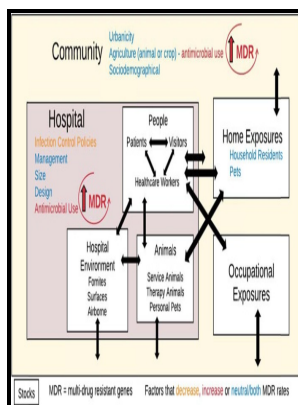 Community
Urbanicity
Agriculture (animal or crop) - antimicrobial use
Sociodemographical
MDR
Hospital
Infection Control Policies
Management
Size
Design
Antimicrobial Use
MDR
People
Patients
Visitors
Healthcare Workers
Home Exposures
Household Residents
Pets
Hospital
Environment
Fomites
Surfaces
Airborne
Animals
Service Animals
Therapy Animals
Personal Pets
Occupational
Exposures
Stocks
MDR = multi-drug resistant genes
Factors that decrease, increase or neutral/both MDR rates